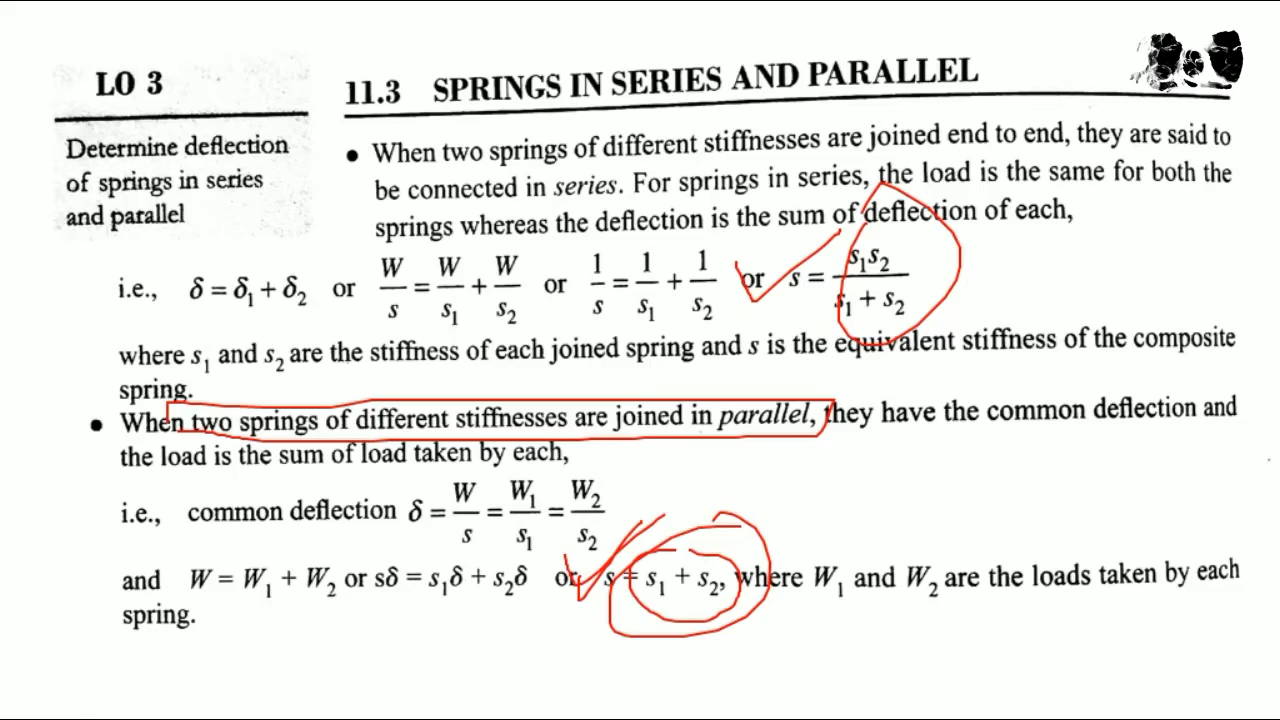 LO 3
Determine deflection
of springs in series
and parallel
11.3 SPRINGS IN SERIES AND PARALLEL
• When two springs of different stiffnesses are joined end to end, they are said to
be connected in series. For springs in series, the load is the same for both the
springs whereas the deflection is the sum of deflection of each,
i.e., δ = δ₁ + δ₂ or W/s = W/s₁ + W/s₂ or 1/s = 1/s₁ + 1/s₂ or s = s₁s₂/s₁ + s₂
where s₁ and s₂ are the stiffness of each joined spring and s is the equivalent stiffness of the composite
spring.
• When two springs of different stiffnesses are joined in parallel, they have the common deflection and
the load is the sum of load taken by each,
i.e., common deflection δ = W/s = W₁/s₁ = W₂/s₂
and W = W₁ + W₂ or sδ = s₁δ + s₂δ or s = s₁ + s₂, where W₁ and W₂ are the loads taken by each
spring.